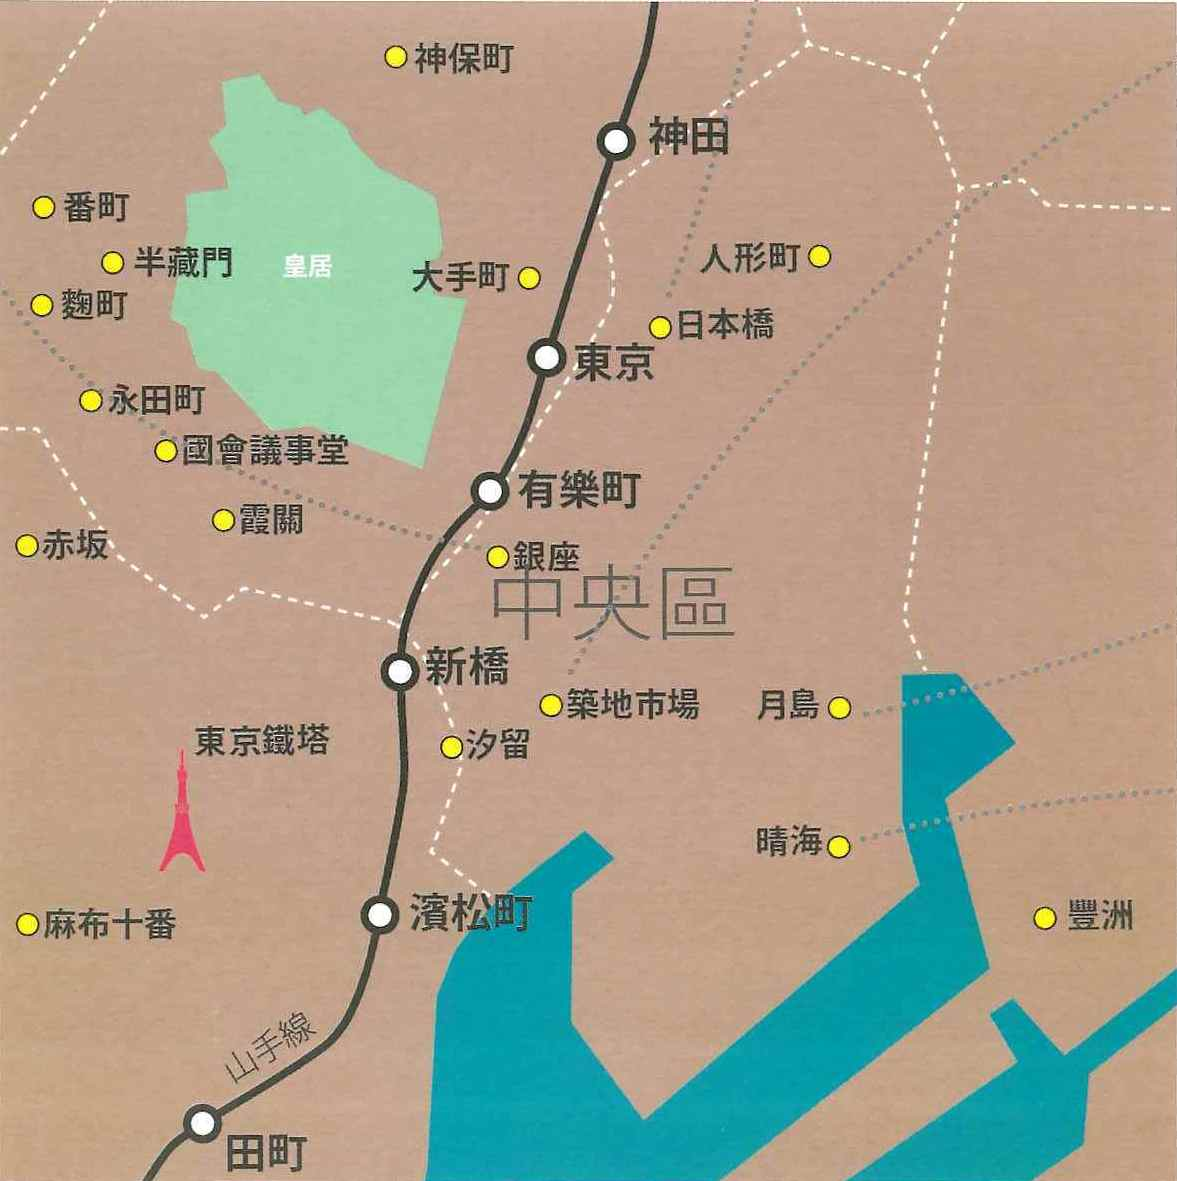 神保町
神田
番町
半藏門
皇居
人形町
大手町
麴町
日本橋
東京
永田町
國會議事堂
有樂町
霞關
赤坂
銀座
中央區
新橋
築地市場
月島
東京鐵塔
汐留
晴海
濱松町
麻布十番
豐洲
山手線
田町